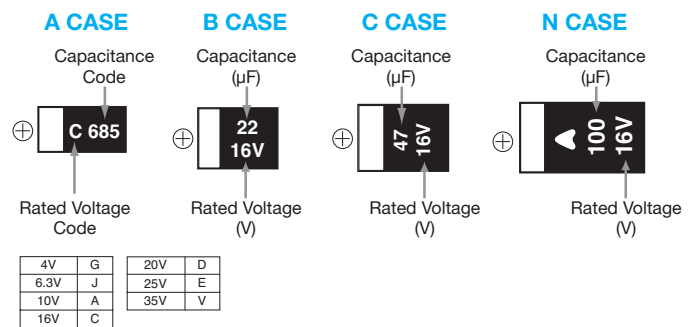 A CASE
Capacitance
Code
C 685
Rated Voltage
Code
B CASE
Capacitance
(µF)
22
16V
Rated Voltage
(V)
C CASE
Capacitance
(µF)
47
16V
Rated Voltage
(V)
N CASE
Capacitance
(µF)
100
16V
Rated Voltage
(V)
4V G
6.3V J
10V A
16V C
20V D
25V E
35V V